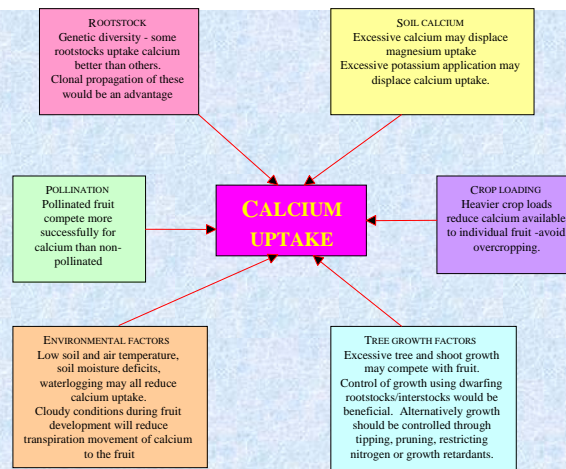 ROOTSTOCK
Genetic diversity - some
rootstocks uptake calcium
better than others.
Clonal propagation of these
would be an advantage
SOIL CALCIUM
Excessive calcium may displace
magnesium uptake
Excessive potassium application may
displace calcium uptake.
POLLINATION
Pollinated fruit
compete more
successfully for
calcium than non-
pollinated
CALCIUM
UPTAKE
CROP LOADING
Heavier crop loads
reduce calcium available
to individual fruit -avoid
overcropping.
ENVIRONMENTAL FACTORS
Low soil and air temperature,
soil moisture deficits,
waterlogging may all reduce
calcium uptake.
Cloudy conditions during fruit
development will reduce
transpiration movement of calcium
to the fruit
TREE GROWTH FACTORS
Excessive tree and shoot growth
may compete with fruit.
Control of growth using dwarfing
rootstocks/interstocks would be
beneficial. Alternatively growth
should be controlled through
tipping, pruning, restricting
nitrogen or growth retardants.